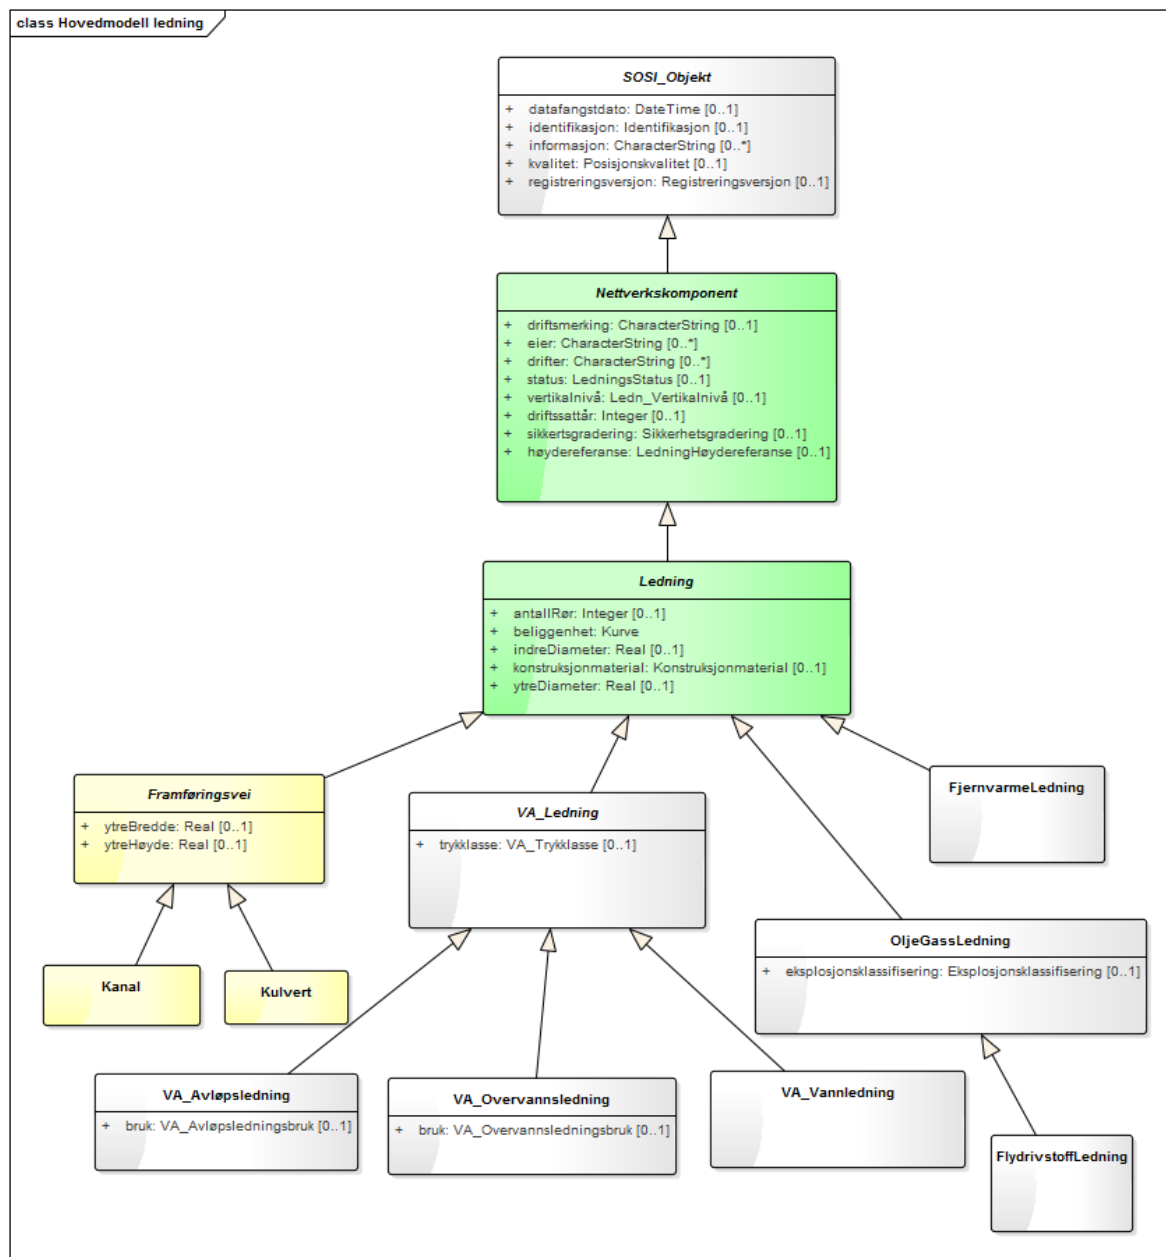 class Hovedmodell ledning
SOSI_Objekt
+ datafangstdato: DateTime [0..1]
+ identifikasjon: Identifikasjon [0..1]
+ informasjon: CharacterString [0..*]
+ kvalitet: Posisjonskvalitet [0..1]
+ registreringsversjon: Registreringsversjon [0..1]
Nettverkskomponent
+ driftsmerking: CharacterString [0..1]
+ eier: CharacterString [0..*]
+ drifter: CharacterString [0..*]
+ status: LedningsStatus [0..1]
+ vertikalnivå: Ledn_Vertikalnivå [0..1]
+ driftssattår: Integer [0..1]
+ sikkertsgradering: Sikkerhetsgradering [0..1]
+ høydereferanse: LedningHøydereferanse [0..1]
Ledning
+ antallRør: Integer [0..1]
+ beliggenhet: Kurve
+ indreDiameter: Real [0..1]
+ konstruksjonmaterial: Konstruksjonmaterial [0..1]
+ ytreDiameter: Real [0..1]
Framføringsvei
+ ytreBredde: Real [0..1]
+ ytreHøyde: Real [0..1]
VA_Ledning
+ trykklasse: VA_Trykklasse [0..1]
FjernvarmeLedning
OljeGassLedning
+ eksplosjonsklassifisering: Eksplosjonsklassifisering [0..1]
Kanal
Kulvert
VA_Avløpsledning
+ bruk: VA_Avløpsledningsbruk [0..1]
VA_Overvannsledning
+ bruk: VA_Overvannsledningsbruk [0..1]
VA_Vannledning
FlydrivstoffLedning